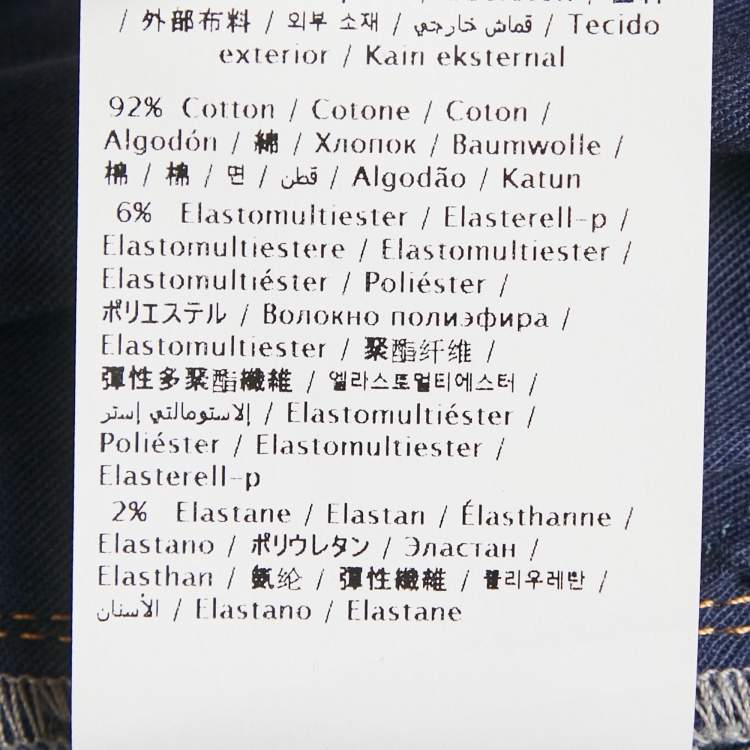 / 外部布料 / 외부 소재 / قماش خارجي / Tecido
exterior / Kain eksternal
92% Cotton / Cotone / Coton /
Algodón / 綿 / Хлопок / Baumwolle /
棉 / 棉 / 면 / قطن / Algodão / Katun
6% Elastomultiester / Elasterell-p /
Elastomultiestere / Elastomultiester /
Elastomultiéster / Poliéster /
ポリエステル / Волокно полиэфира /
Elastomultiester / 聚酯纤维 /
彈性多聚酯纖維 / 엘라스토멀티에스터 /
إلاستومالتي إستر / Elastomultiéster /
Poliéster / Elastomultiester /
Elasterell-p
2% Elastane / Elastan / Élasthanne /
Elastano / ポリウレタン / Эластан /
Elasthan / 氨纶 / 彈性纖維 / 폴리우레탄 /
الأسنان / Elastano / Elastane